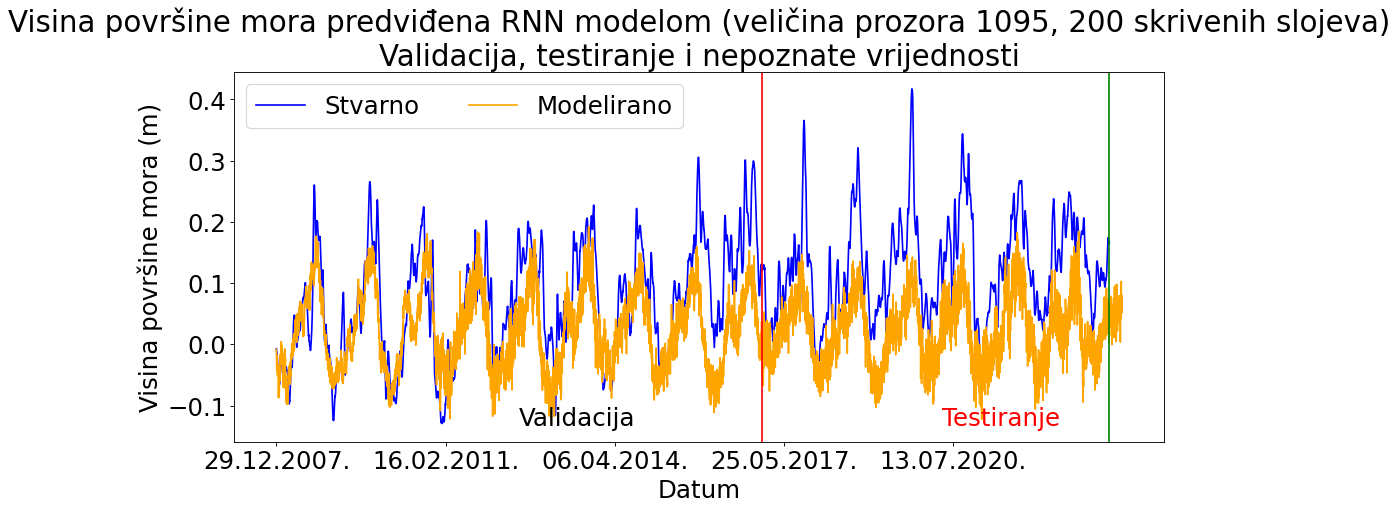 Visina površine mora predviđena RNN modelom (veličina prozora 1095, 200 skrivenih slojeva)
Validacija, testiranje i nepoznate vrijednosti
Stvarno
Modelirano
Visina površine mora (m)
0.4
0.3
0.2
0.1
0.0
−0.1
Validacija
Testiranje
29.12.2007.
16.02.2011.
06.04.2014.
25.05.2017.
13.07.2020.
Datum